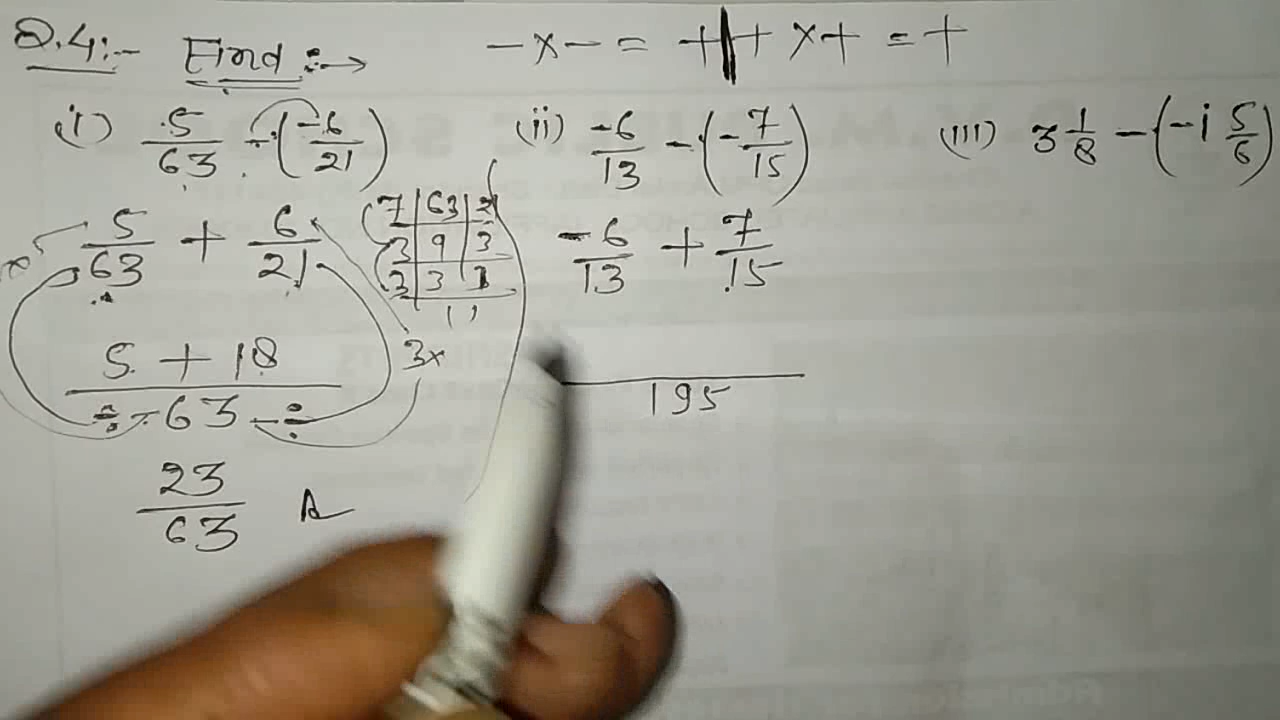 Q.4:- Find :→ - × - = + | + × + = +
(i) 5/63 - (-6/21) (ii) -6/13 - (-7/15) (iii) 3 1/8 - (-1 5/6)
5/63 + 6/21
7 | 63 | 21
3 | 9 | 3
3 | 3 | 1
1 1
-6/13 + 7/15
5 + 18
3×
÷ 63 ÷
23/63 A
195